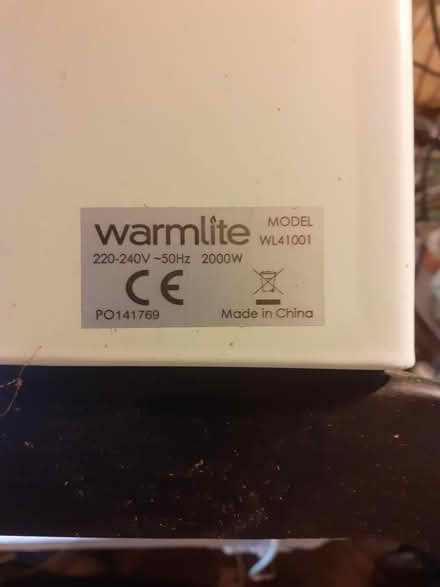 warmlite
MODEL
WL41001
220-240V ~50Hz 2000W
CE
PO141769
Made in China